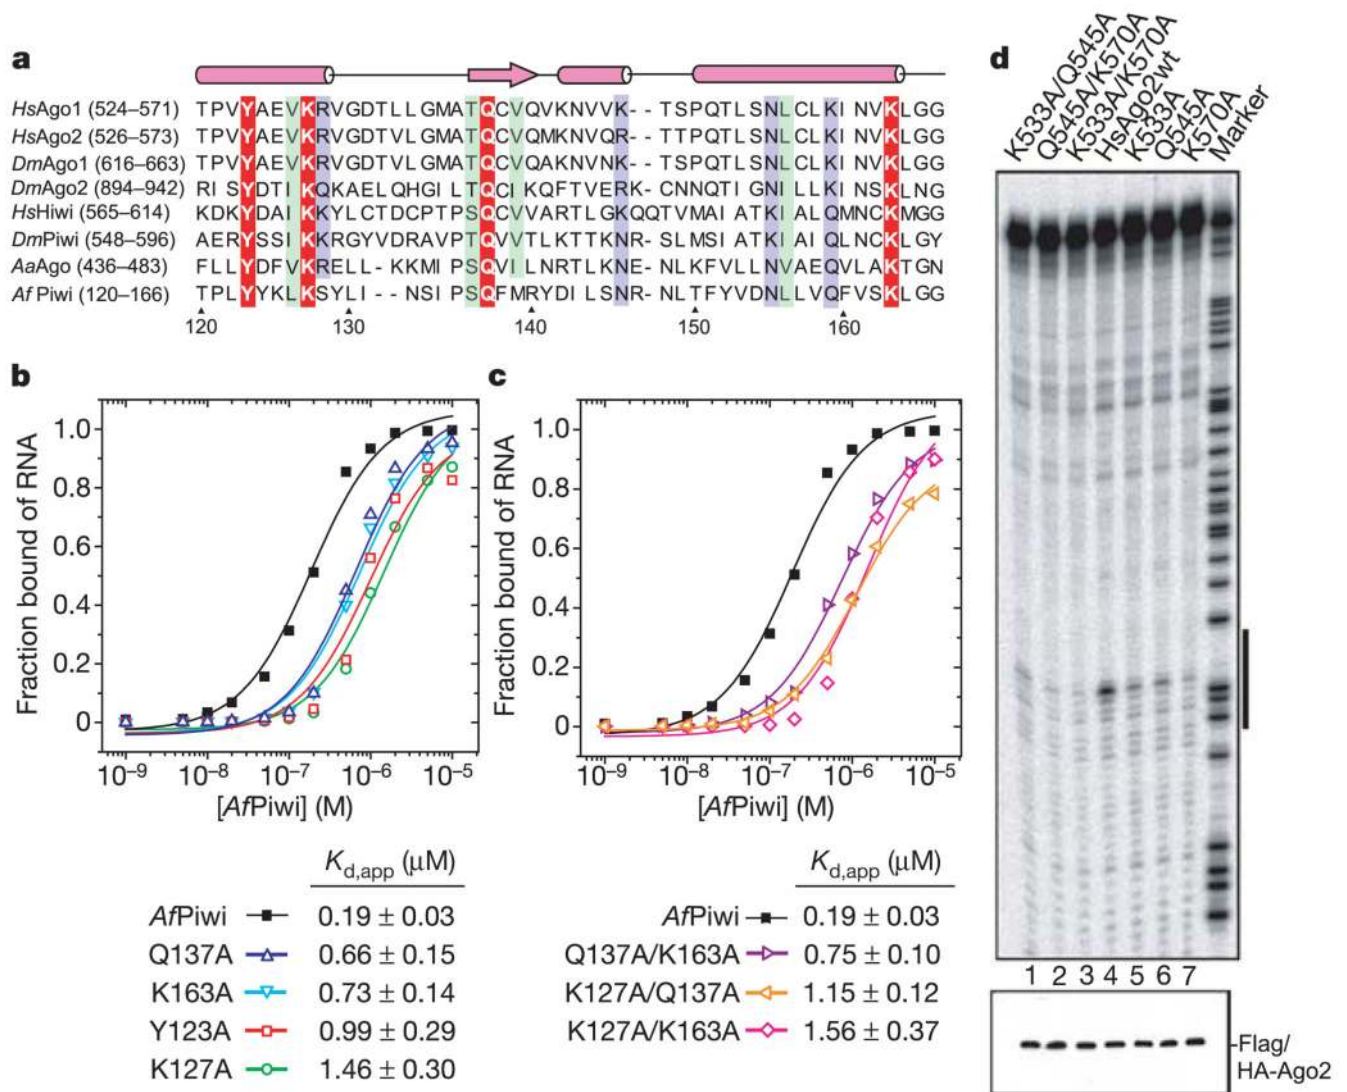 a
HsAgo1 (524–571) TPVYAEVKRVGDTLLGMATQCVQVKNVVK--TSPQTLSNLCLKINVKLGG
HsAgo2 (526–573) TPVYAEVKRVGDTLLGMATQCVQMKNVQR--TTPQTLSNLCLKINVKLGG
DmAgo1 (616–663) TPVYAEVKRVGDTVLGMATQCVQAKNVNK--TSPQTLSNLCLKINVKLGG
DmAgo2 (894–942) RISYDTIKQKAELQHGILTQCIKQFTVERK-CNNQTIGNILLKINSKLNG
HsHiwi (565–614) KDKYDAIKKYLCTDCPTPSQCVVARTLGKQQTVMAIATKIALQMNCKMGG
DmPiwi (548–596) AERYSSIKKRGYVDRAVPTQVVTLKTTKNR-SLMSIATKIAIQLNCKLGY
AaAgo (436–483) FLLYDFVKRELL-KKMIPSQVILNRTLKNE-NLKFVLLNVAEQVLAKTGN
AfPiwi (120–166) TPLYYKLKSYLI--NSIPSQFMRYDILSNR-NLTFYVDNLLVQFVSKLGG
120 130 140 150 160
b
Fraction bound of RNA
1.0
0.8
0.6
0.4
0.2
0
10–9 10–8 10–7 10–6 10–5
[AfPiwi] (M)
Kd,app (μM)
AfPiwi 0.19 ± 0.03
Q137A 0.66 ± 0.15
K163A 0.73 ± 0.14
Y123A 0.99 ± 0.29
K127A 1.46 ± 0.30
c
Fraction bound of RNA
1.0
0.8
0.6
0.4
0.2
0
10–9 10–8 10–7 10–6 10–5
[AfPiwi] (M)
Kd,app (μM)
AfPiwi 0.19 ± 0.03
Q137A/K163A 0.75 ± 0.10
K127A/Q137A 1.15 ± 0.12
K127A/K163A 1.56 ± 0.37
d
K533A/Q545A
Q545A/K570A
K533A/K570A
HsAgo2wt
K533A
Q545A
K570A
Marker
1 2 3 4 5 6 7
Flag/
HA-Ago2